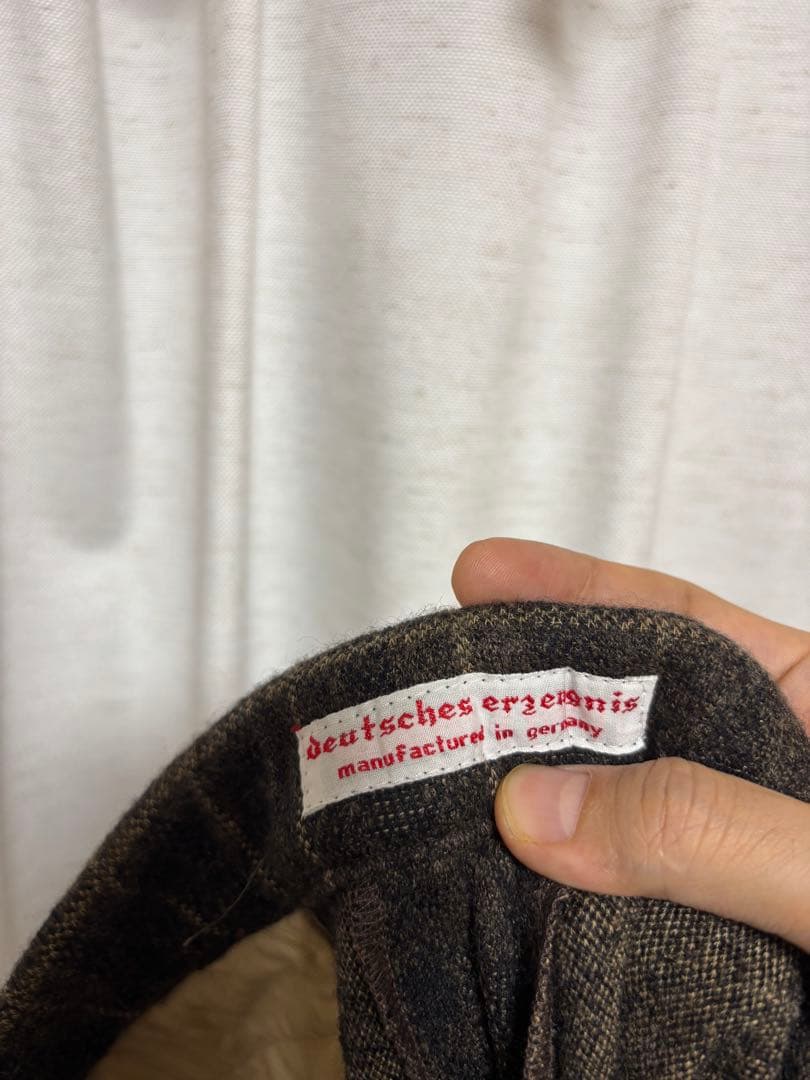 deutsches erzeugnis
manufactured in germany